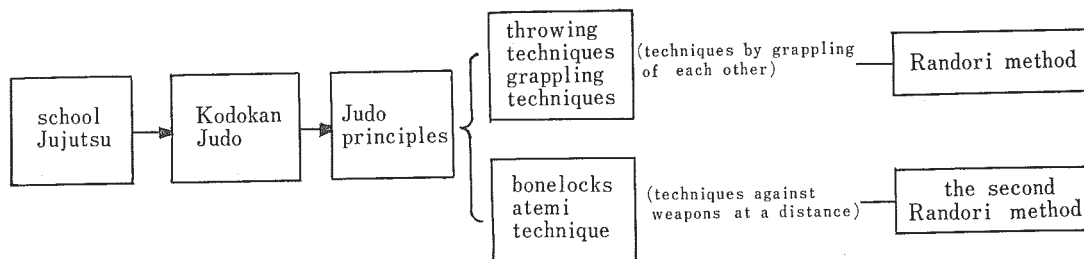 school
Jujutsu
Kodokan
Judo
Judo
principles
throwing
techniques
grappling
techniques
(techniques by grappling
of each other)
Randori method
bonelocks
atemi
technique
(techniques against
weapons at a distance)
the second
Randori method